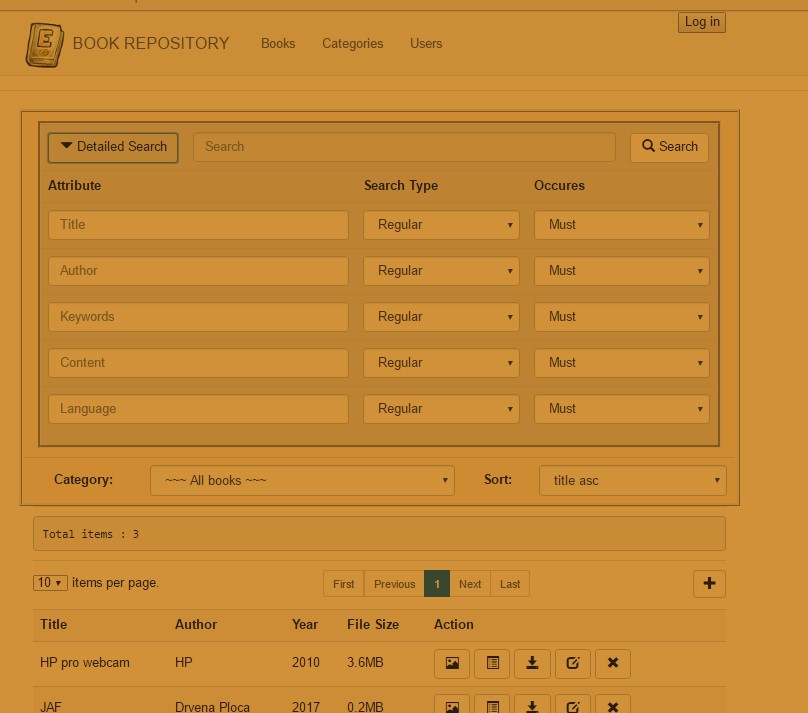 Log in
E
BOOK REPOSITORY Books Categories Users
Detailed Search Search Search
Attribute Search Type Occures
Title Regular Must
Author Regular Must
Keywords Regular Must
Content Regular Must
Language Regular Must
Category: ~~~ All books ~~~ Sort: title asc
Total items : 3
10 items per page. First Previous 1 Next Last
Title Author Year File Size Action
HP pro webcam HP 2010 3.6MB
JAF Drvena Ploca 2017 0.2MB